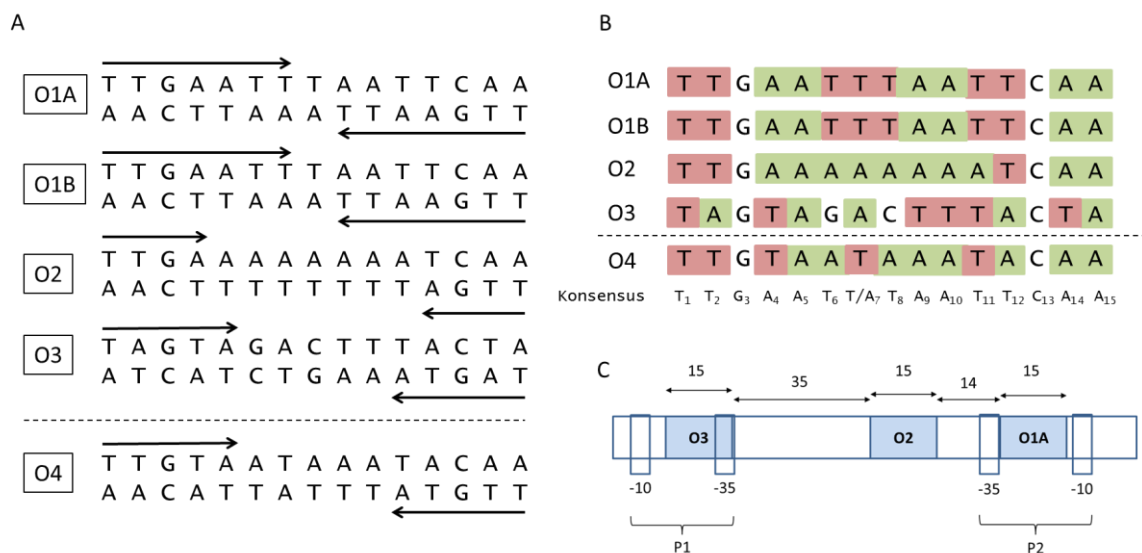 A
O1A
T T G A A T T T A A T T C A A
A A C T T A A A T T A A G T T
O1B
T T G A A T T T A A T T C A A
A A C T T A A A T T A A G T T
O2
T T G A A A A A A A A T C A A
A A C T T T T T T T T A G T T
O3
T A G T A G A C T T T A C T A
A T C A T C T G A A A T G A T
O4
T T G T A A T A A A T A C A A
A A C A T T A T T T A T G T T
B
O1A T T G A A T T T A A T T C A A
O1B T T G A A T T T A A T T C A A
O2 T T G A A A A A A A A T C A A
O3 T A G T A G A C T T T A C T A
O4 T T G T A A T A A A T A C A A
Konsensus T₁ T₂ G₃ A₄ A₅ T₆ T/A₇ T₈ A₉ A₁₀ T₁₁ T₁₂ C₁₃ A₁₄ A₁₅
C
15 35 15 14 15
O3 O2 O1A
-10 -35 -35 -10
P1 P2